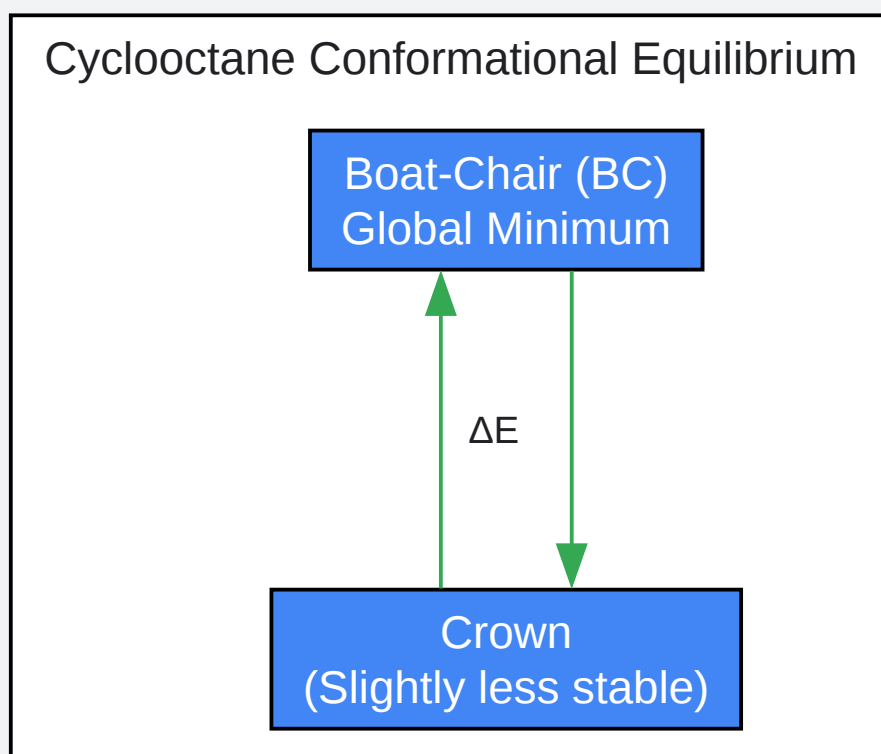 Cyclooctane Conformational Equilibrium
Boat-Chair (BC)
Global Minimum
ΔE
Crown
(Slightly less stable)